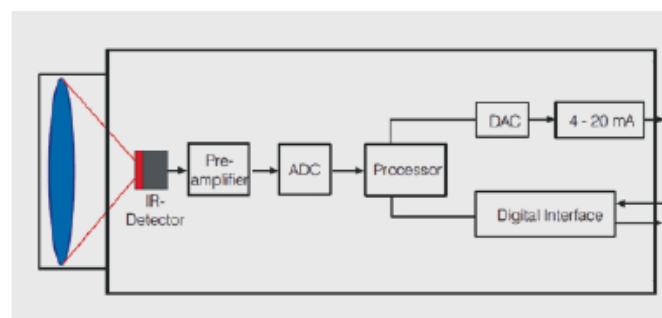 IR-
Detector
Pre-
amplifier
ADC
Processor
DAC
4 - 20 mA
Digital Interface